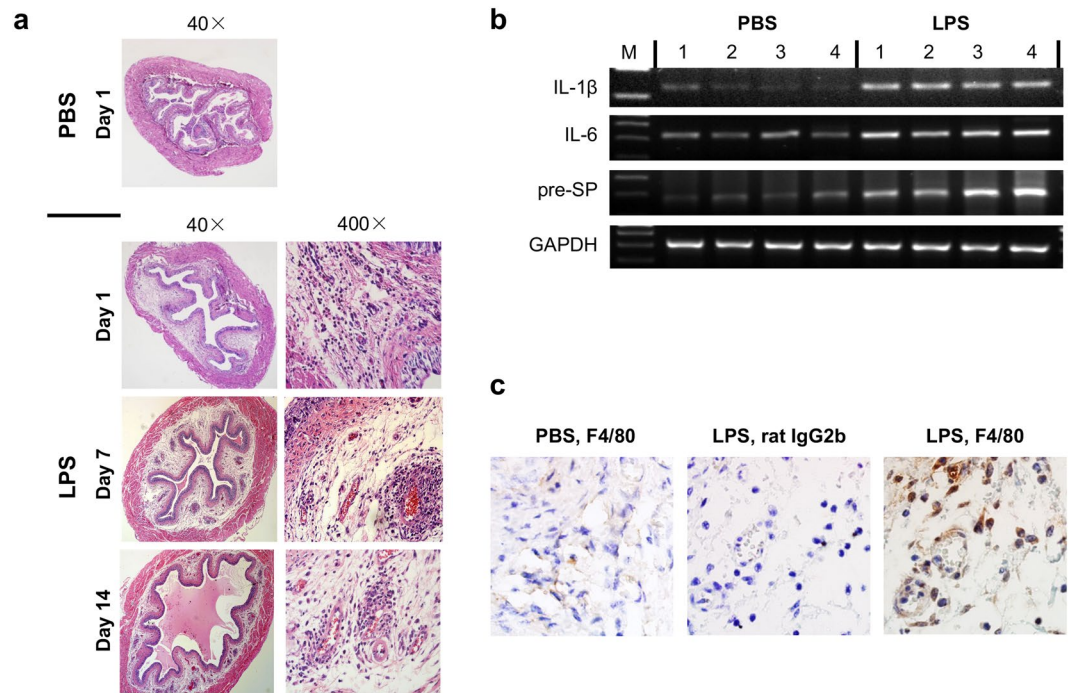 a
40×
PBS
Day 1
40× 400×
LPS
Day 1
Day 7
Day 14
b
PBS LPS
M 1 2 3 4 1 2 3 4
IL-1β
IL-6
pre-SP
GAPDH
c
PBS, F4/80 LPS, rat IgG2b LPS, F4/80